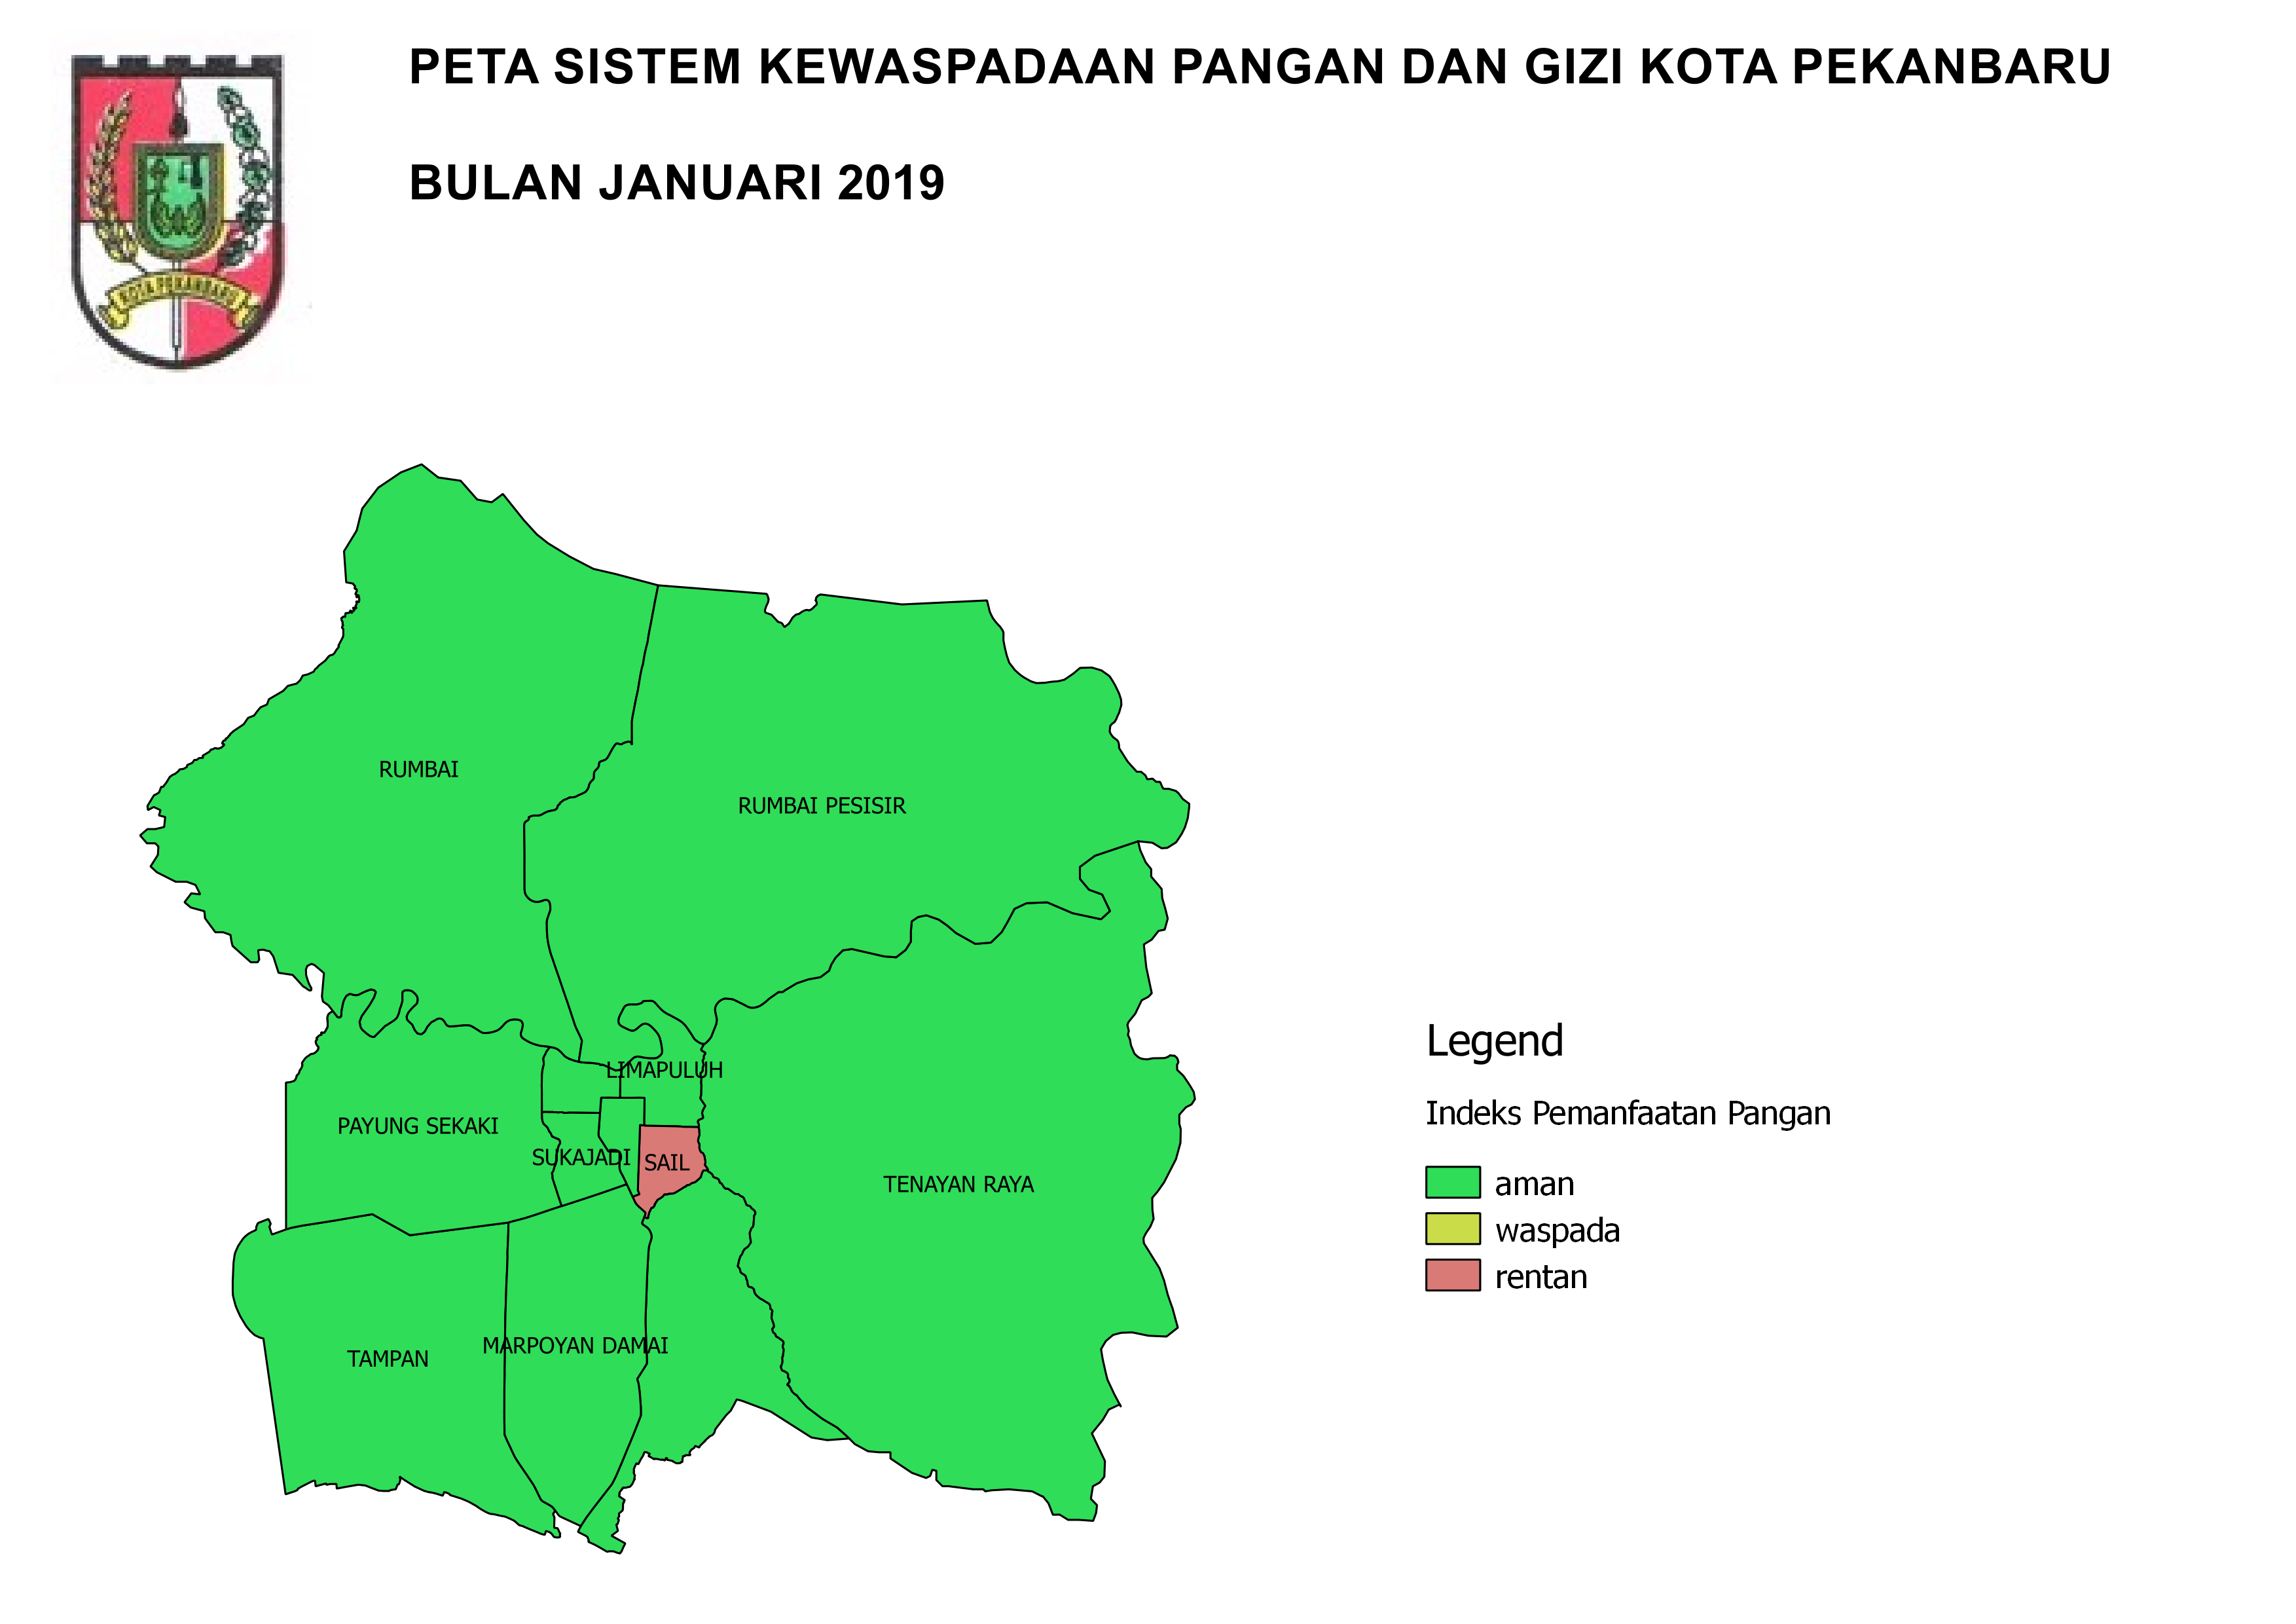 PETA SISTEM KEWASPADAAN PANGAN DAN GIZI KOTA PEKANBARU
BULAN JANUARI 2019
KOTA PEKANBARU
RUMBAI
RUMBAI PESISIR
LIMAPULUH
PAYUNG SEKAKI
SUKAJADI
SAIL
TENAYAN RAYA
MARPOYAN DAMAI
TAMPAN
Legend
Indeks Pemanfaatan Pangan
aman
waspada
rentan